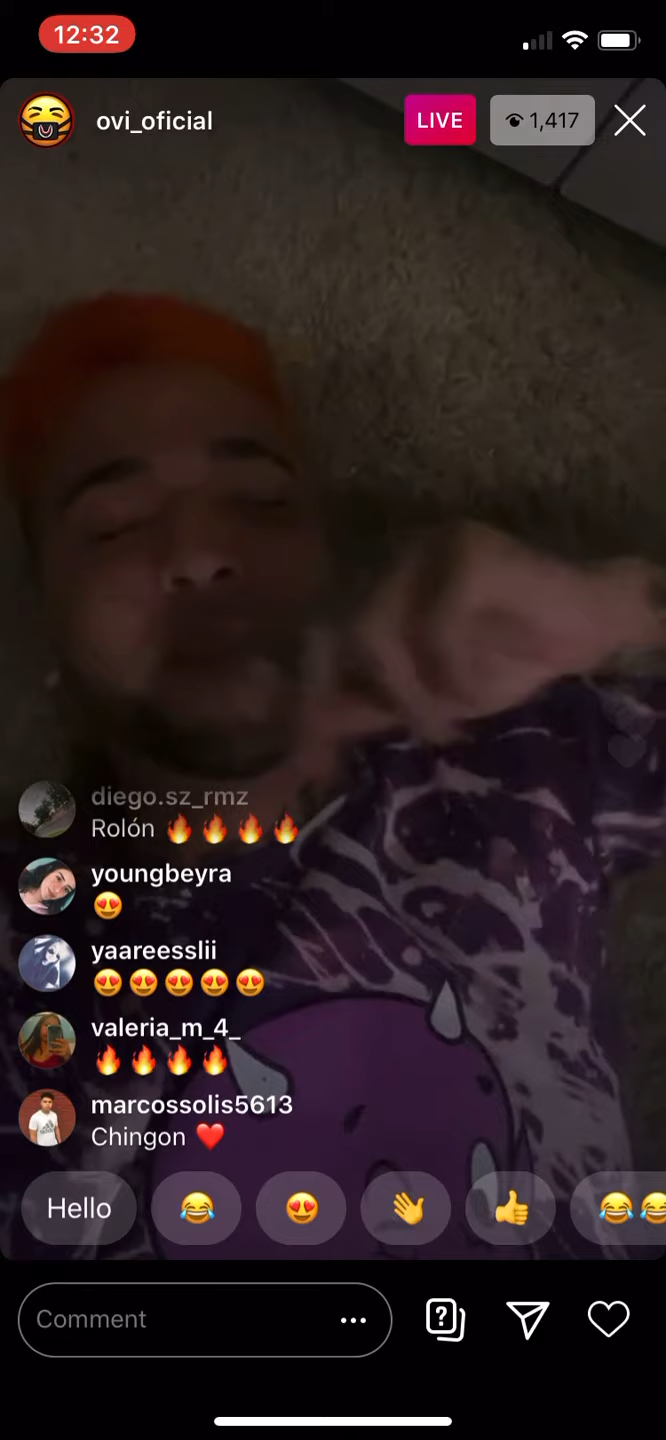 12:32
ovi_oficial
LIVE
1,417
diego.sz_rmz
Rolón 🔥 🔥 🔥 🔥
youngbeyra
😍
yaareesslii
😍 😍 😍 😍 😍
valeria_m_4_
🔥 🔥 🔥 🔥
marcossolis5613
Chingon ❤️
Hello 😂 😍 👋 👍 😂😂
Comment